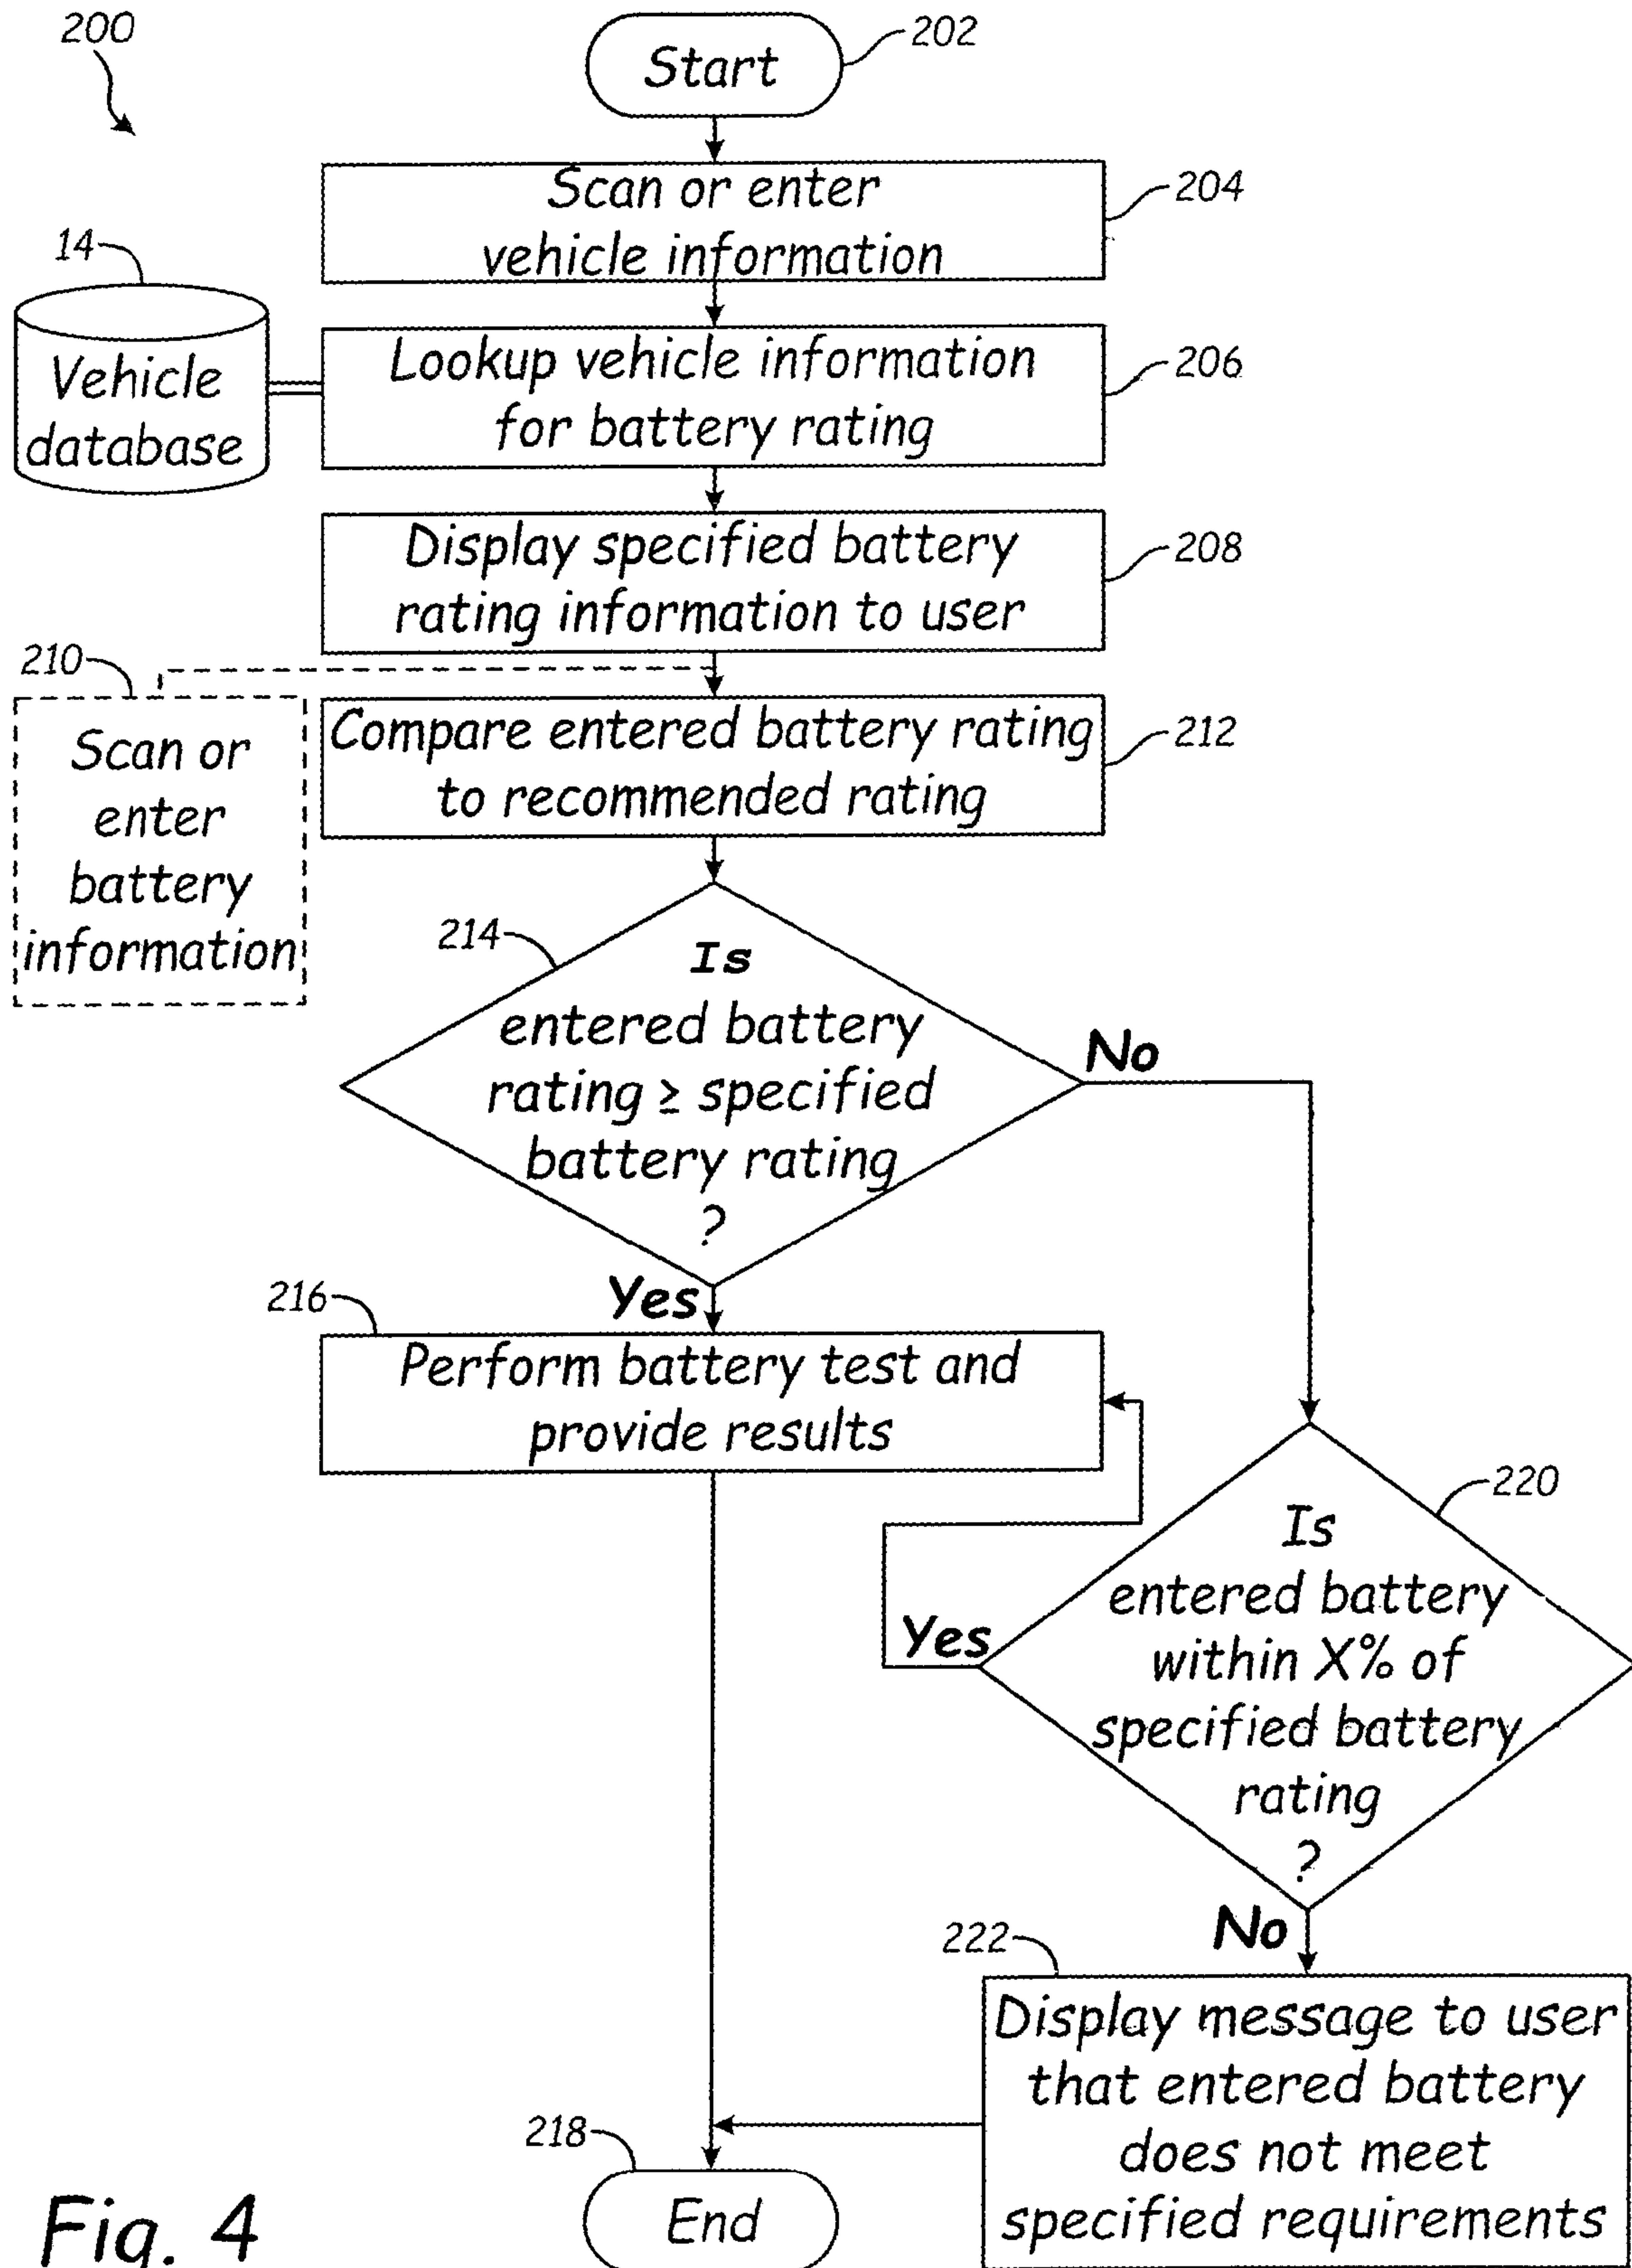 200
Start
202
Scan or enter
vehicle information
204
14
Vehicle
database
Lookup vehicle information
for battery rating
206
Display specified battery
rating information to user
208
210
Scan or
enter
battery
information
Compare entered battery rating
to recommended rating
212
214
Is
entered battery
rating ≥ specified
battery rating
?
No
Yes
216
Perform battery test and
provide results
220
Is
entered battery
within X% of
specified battery
rating
?
Yes
No
222
Display message to user
that entered battery
does not meet
specified requirements
218
End
Fig. 4